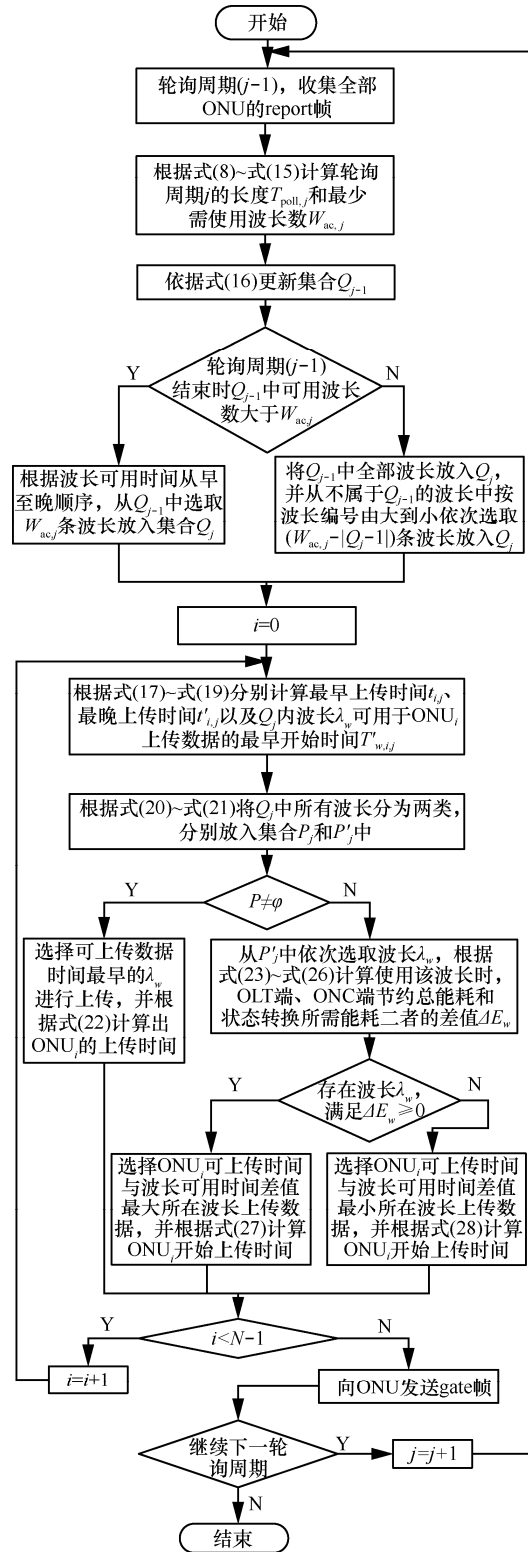 开始
轮询周期(j−1)，收集全部
ONU的report帧
根据式(8)~式(15)计算轮询
周期j的长度T_poll, j和最少
需使用波长数W_ac, j
依据式(16)更新集合Q_j−1
轮询周期(j−1)
结束时Q_j−1中可用波长
数大于W_ac,j
Y
N
根据波长可用时间从早
至晚顺序，从Q_j−1中选取
W_ac,j条波长放入集合Q_j
将Q_j−1中全部波长放入Q_j，
并从不属于Q_j−1的波长中按
波长编号由大到小依次选取
(W_ac,j−|Q_j−1|)条波长放入Q_j
i=0
根据式(17)~式(19)分别计算最早上传时间t_i,j、
最晚上传时间t'_i,j以及Q_j内波长λ_w可用于ONU_i
上传数据的最早开始时间T'_w,i,j
根据式(20)~式(21)将Q_j中所有波长分为两类，
分别放入集合P_j和P'_j中
P≠φ
Y
N
选择可上传数据
时间最早的λ_w
进行上传，并根
据式(22)计算出
ONU_i的上传时间
从P'_j中依次选取波长λ_w，根据
式(23)~式(26)计算使用该波长时，
OLT端、ONC端节约总能耗和
状态转换所需能耗二者的差值ΔE_w
存在波长λ_w，
满足ΔE_w≥0
Y
N
选择ONU_i可上传时间
与波长可用时间差值
最大所在波长上传数
据，并根据式(27)计算
ONU_i开始上传时间
选择ONU_i可上传时间
与波长可用时间差值
最小所在波长上传数
据，并根据式(28)计算
ONU_i开始上传时间
i<N−1
Y
N
i=i+1
向ONU发送gate帧
继续下一轮
询周期
Y
j=j+1
N
结束